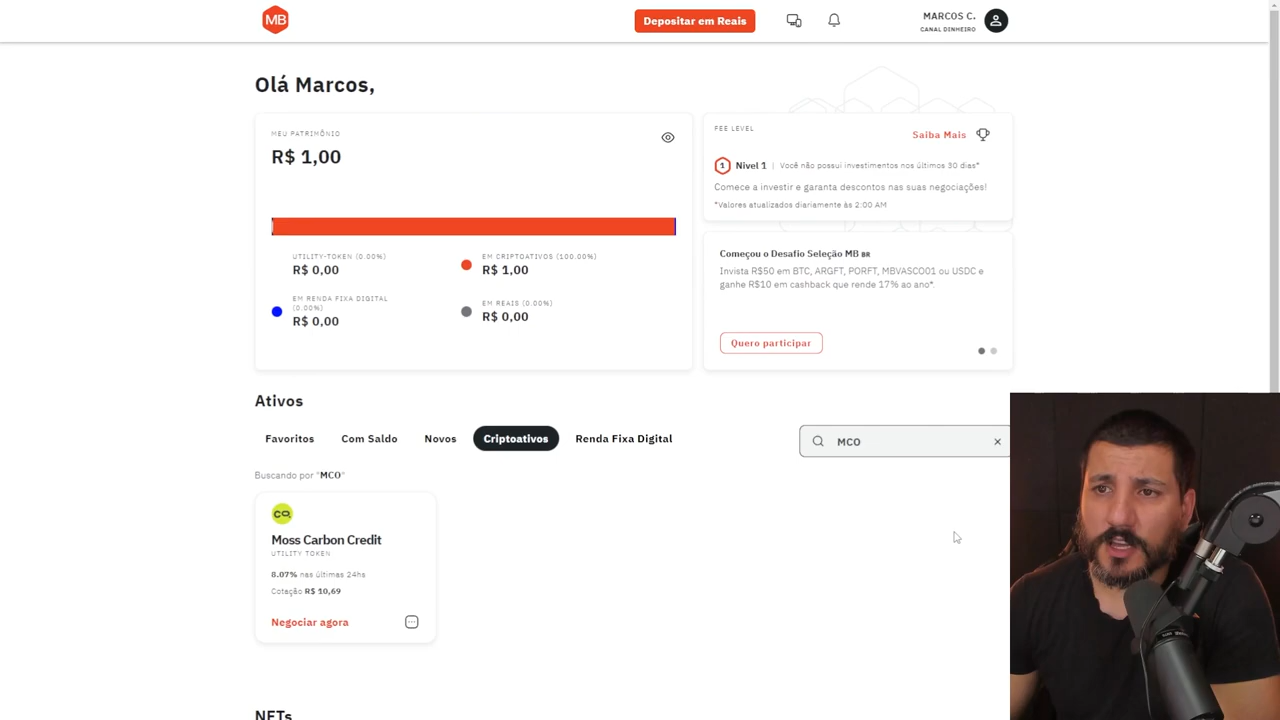 MB
Depositar em Reais
MARCOS C.
CANAL DINHEIRO
Olá Marcos,
MEU PATRIMÔNIO
R$ 1,00
UTILITY-TOKEN (0.00%)
R$ 0,00
EM CRIPTOATIVOS (100.00%)
R$ 1,00
EM RENDA FIXA DIGITAL
(0.00%)
R$ 0,00
EM REAIS (0.00%)
R$ 0,00
FEE LEVEL
Saiba Mais
1 Nivel 1 | Você não possui investimentos nos últimos 30 dias*
Comece a investir e garanta descontos nas suas negociações!
*Valores atualizados diariamente às 2:00 AM
Começou o Desafio Seleção MB BR
Invista R$50 em BTC, ARGFT, PORFT, MBVASCO01 ou USDC e
ganhe R$10 em cashback que rende 17% ao ano*.
Quero participar
Ativos
Favoritos Com Saldo Novos Criptoativos Renda Fixa Digital
MCO
Buscando por "MCO"
CO.
Moss Carbon Credit
UTILITY TOKEN
8.07% nas últimas 24hs
Cotação R$ 10,69
Negociar agora
NFTs